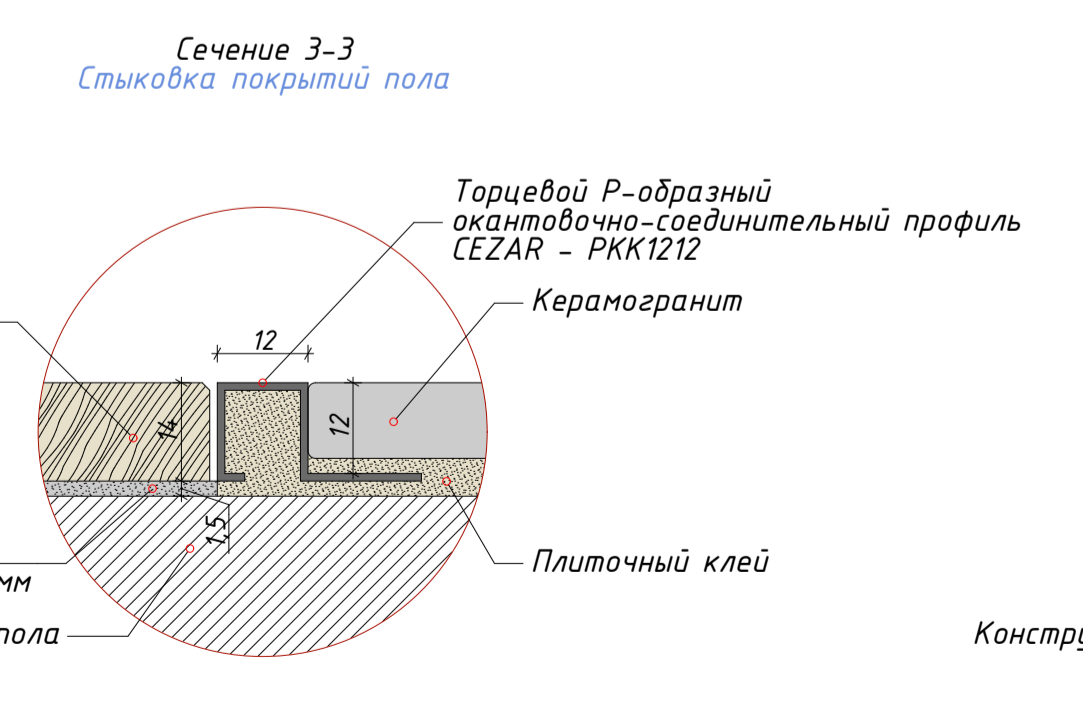 Сечение 3-3
Стыковка покрытий пола
Торцевой Р-образный
окантовочно-соединительный профиль
CEZAR - PKK1212
Керамогранит
12
14
12
1,5
Плиточный клей
мм
пола
Констру